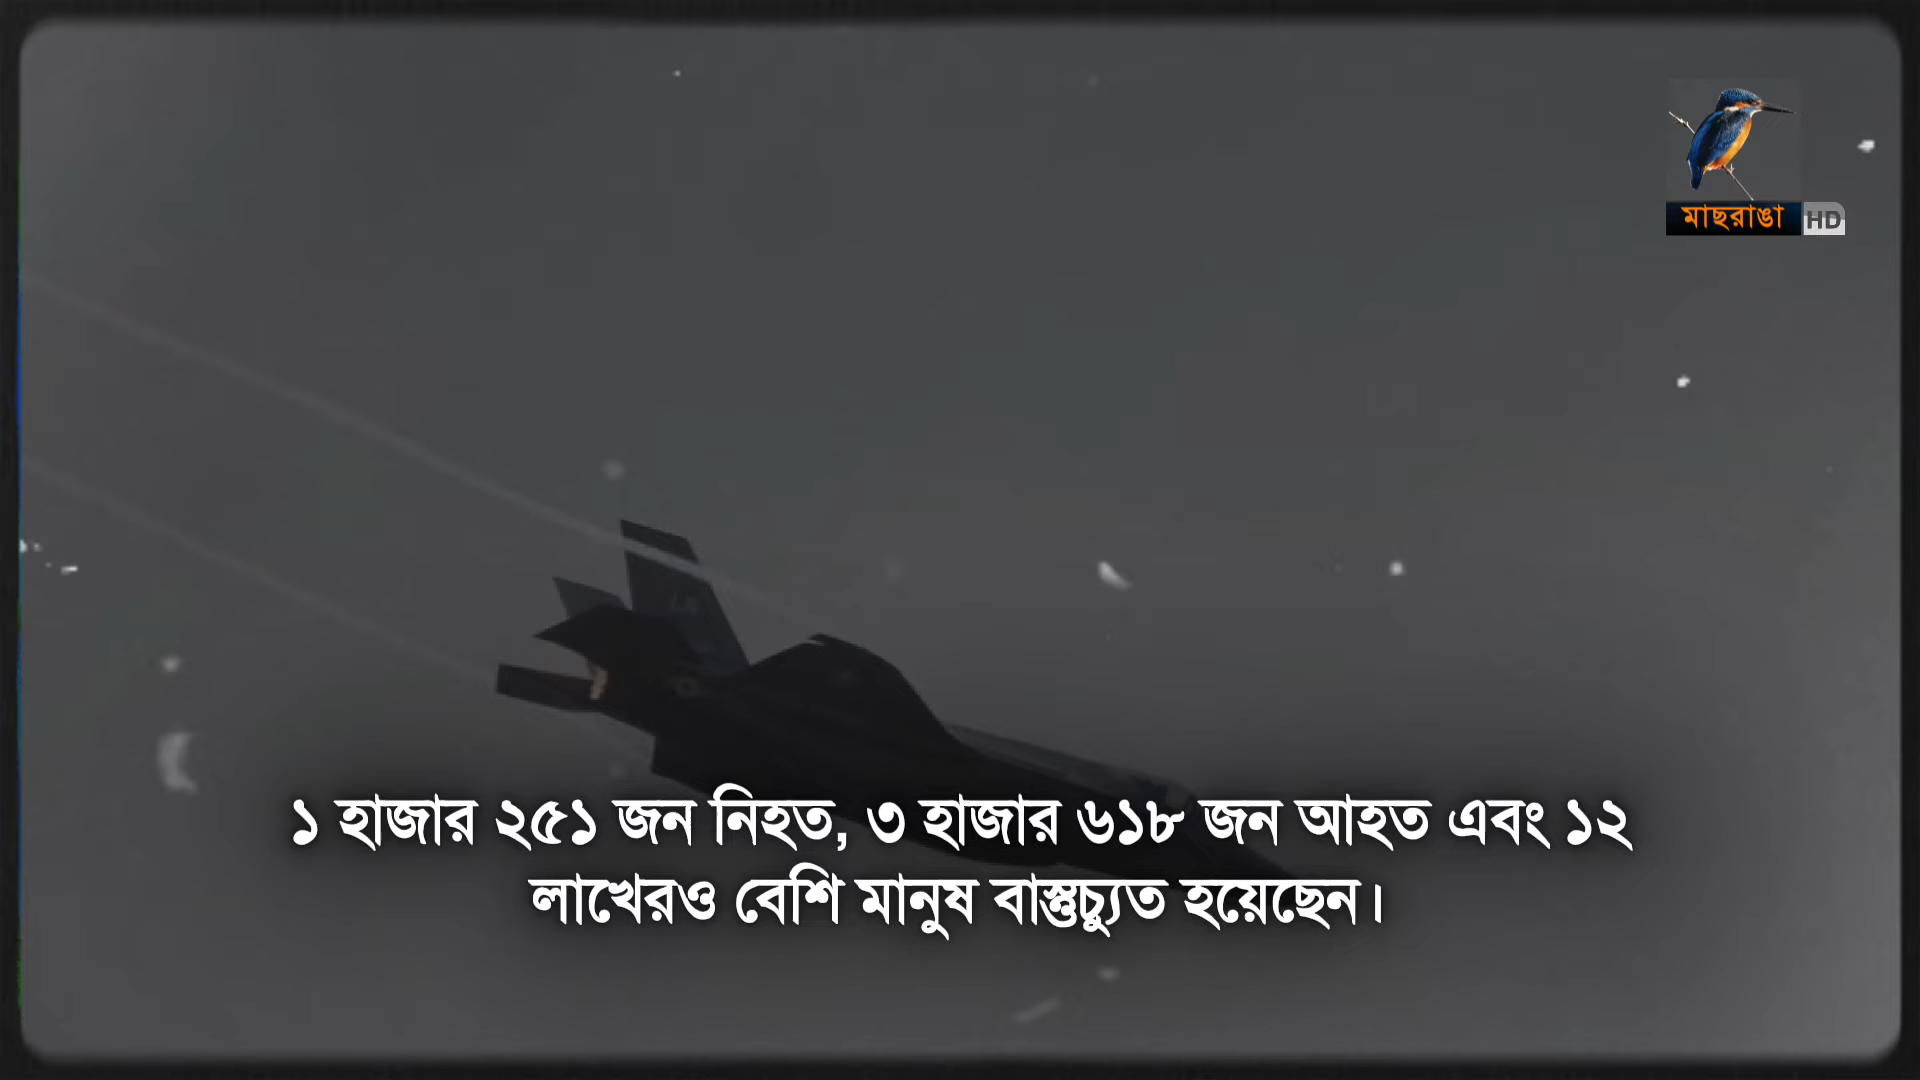 মাছরাঙা HD
১ হাজার ২৫১ জন নিহত, ৩ হাজার ৬১৮ জন আহত এবং ১২
লাখেরও বেশি মানুষ বাস্তুচ্যুত হয়েছেন।